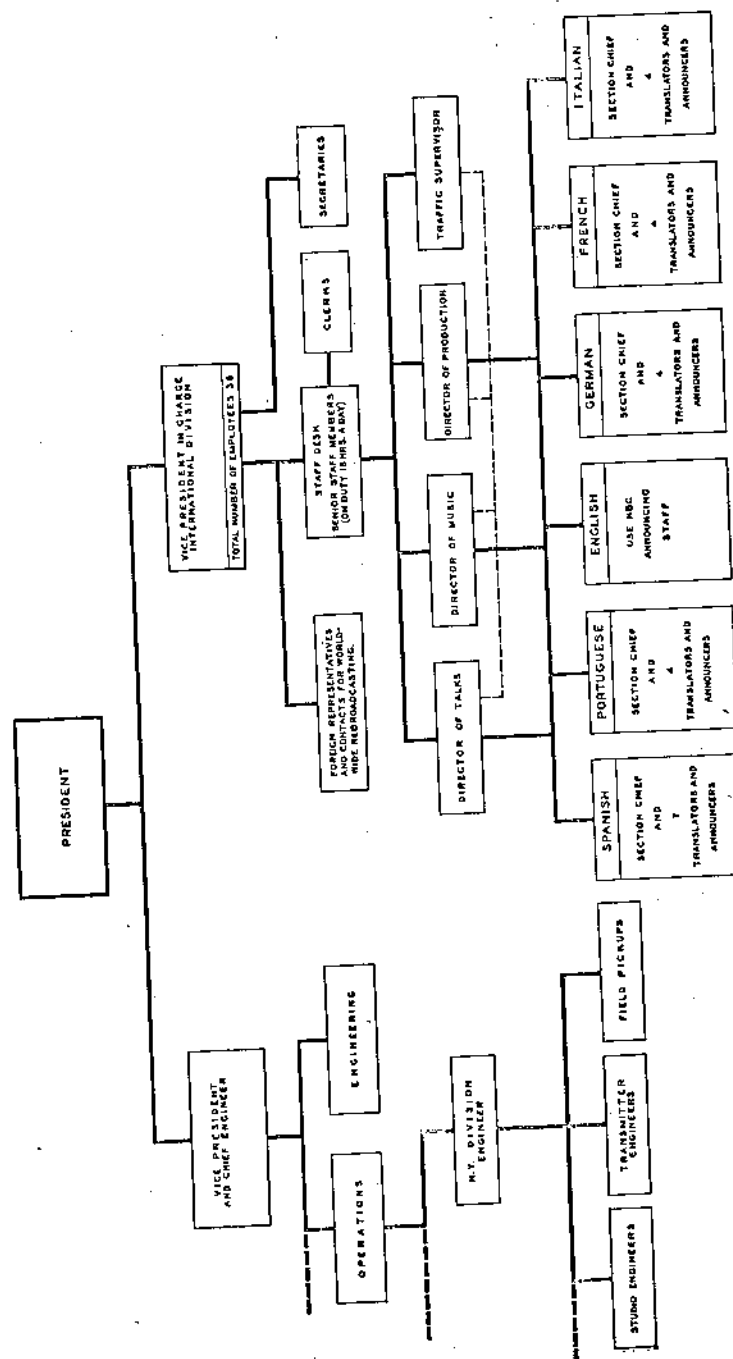 PRESIDENT
VICE PRESIDENT
AND CHIEF ENGINEER
VICE PRESIDENT IN CHARGE
INTERNATIONAL DIVISION
TOTAL NUMBER OF EMPLOYEES 56
OPERATIONS
ENGINEERING
FOREIGN REPRESENTATIVES
AND CONTACTS FOR WORLD-
WIDE REBROADCASTING.
STAFF DESK
SENIOR STAFF MEMBERS
(ON DUTY 18 HRS. A DAY)
CLERKS
SECRETARIES
N.Y. DIVISION
ENGINEER
DIRECTOR OF TALKS
DIRECTOR OF MUSIC
DIRECTOR OF PRODUCTION
TRAFFIC SUPERVISOR
STUDIO ENGINEERS
TRANSMITTER
ENGINEERS
FIELD PICKUPS
SPANISH
SECTION CHIEF
AND
7
TRANSLATORS AND
ANNOUNCERS
PORTUGUESE
SECTION CHIEF
AND
4
TRANSLATORS AND
ANNOUNCERS
ENGLISH
USE NBC
ANNOUNCING
STAFF
GERMAN
SECTION CHIEF
AND
4
TRANSLATORS AND
ANNOUNCERS
FRENCH
SECTION CHIEF
AND
4
TRANSLATORS AND
ANNOUNCERS
ITALIAN
SECTION CHIEF
AND
4
TRANSLATORS AND
ANNOUNCERS